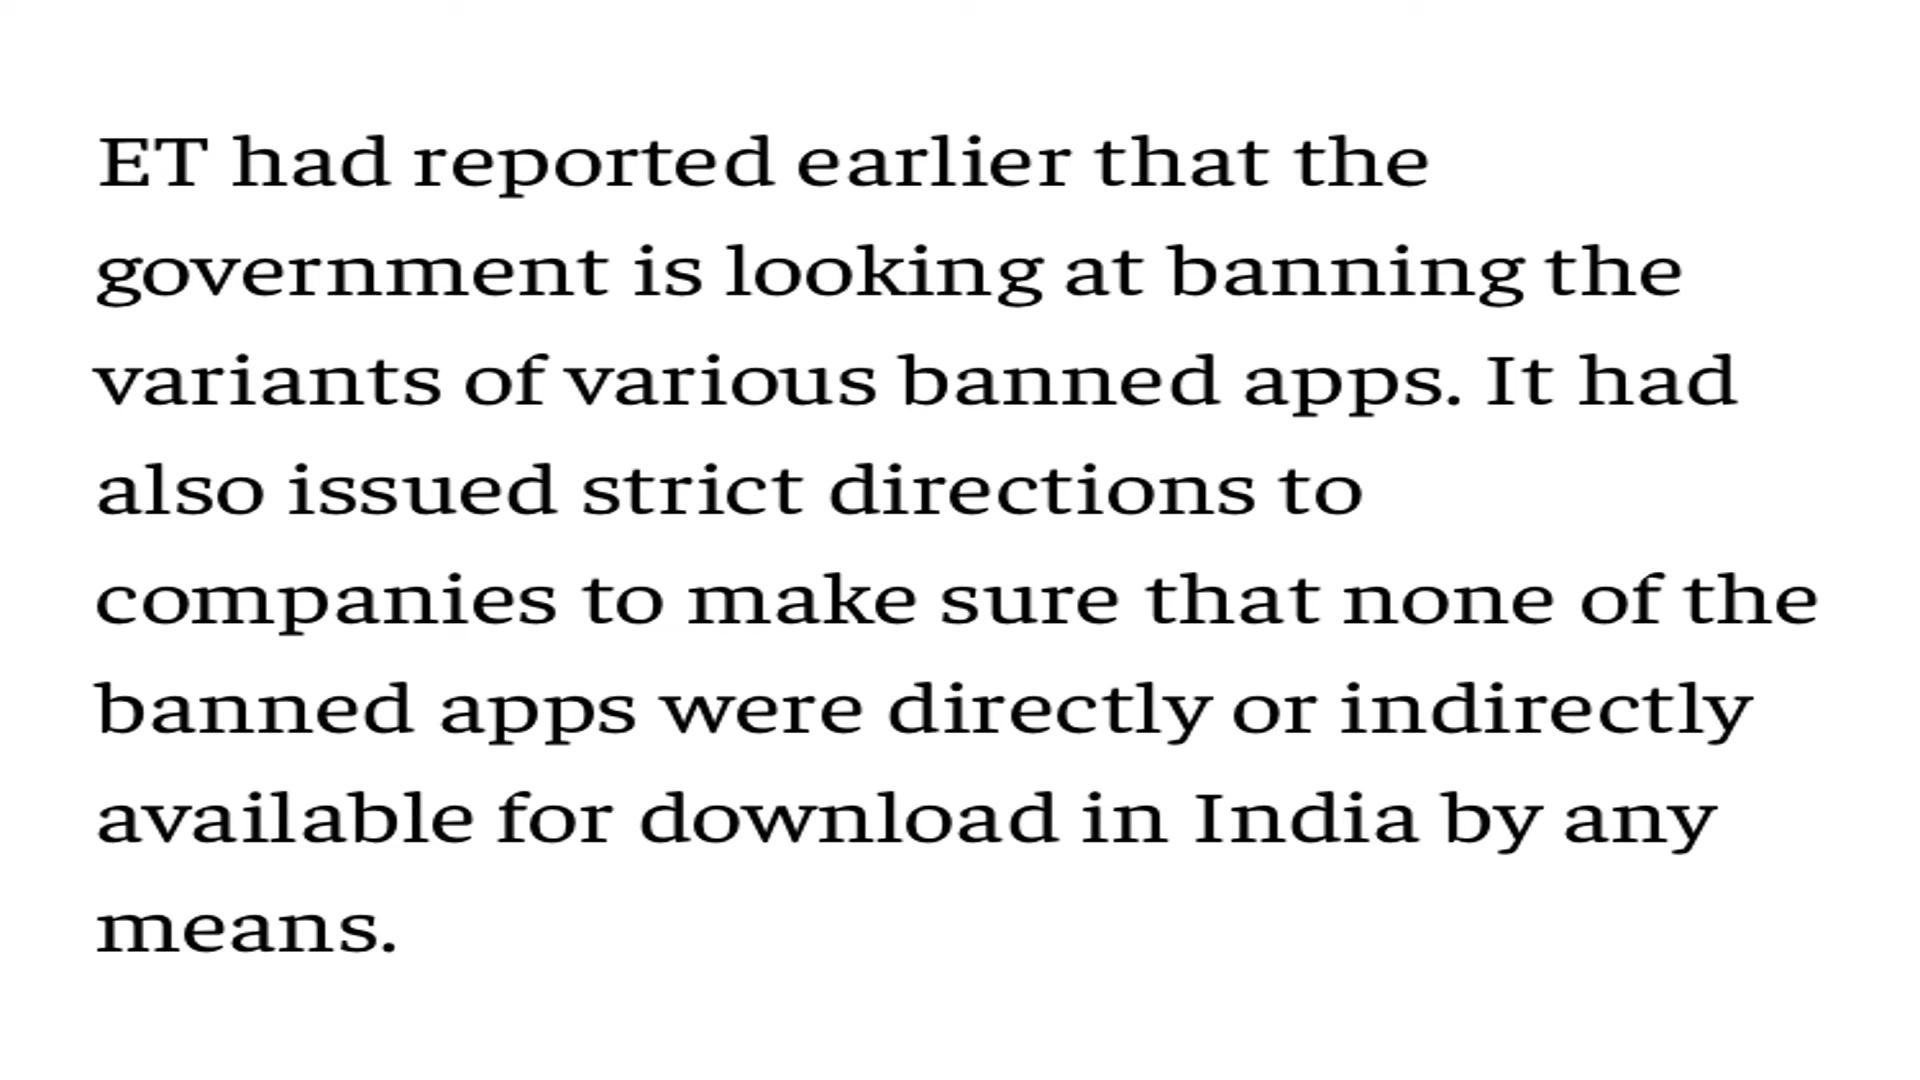 ET had reported earlier that the
government is looking at banning the
variants of various banned apps. It had
also issued strict directions to
companies to make sure that none of the
banned apps were directly or indirectly
available for download in India by any
means.